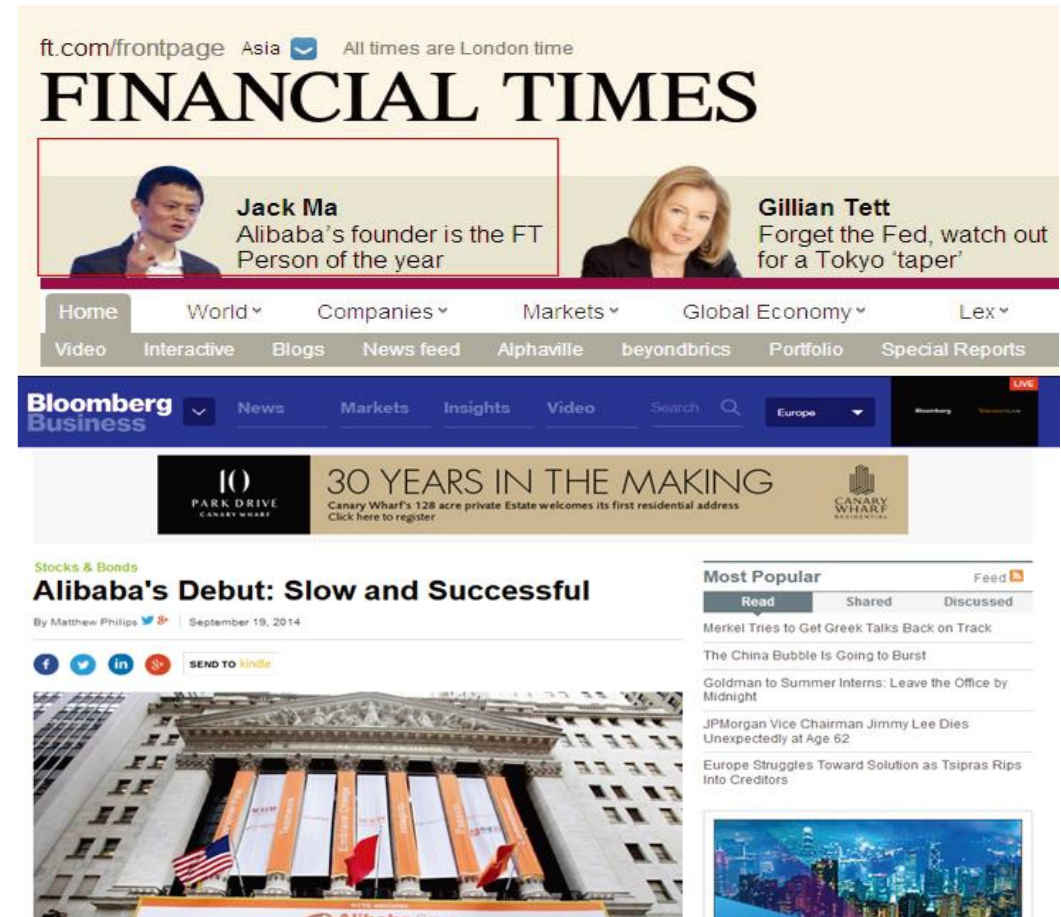 ft.com/frontpage Asia All times are London time
FINANCIAL TIMES
Jack Ma
Alibaba's founder is the FT
Person of the year
Gillian Tett
Forget the Fed, watch out
for a Tokyo 'taper'
Home World Companies Markets Global Economy Lex
Video Interactive Blogs News feed Alphaville beyondbrics Portfolio Special Reports
LIVE
Bloomberg
Business
News Markets Insights Video Search Europe
10
PARK DRIVE
CANARY WHARF
30 YEARS IN THE MAKING
Canary Wharf's 128 acre private Estate welcomes its first residential address
Click here to register
CANARY
WHARF
RESIDENTIAL
Stocks & Bonds
Alibaba's Debut: Slow and Successful
By Matthew Philips September 19, 2014
SEND TO kindle
Most Popular Feed
Read Shared Discussed
Merkel Tries to Get Greek Talks Back on Track
The China Bubble Is Going to Burst
Goldman to Summer Interns: Leave the Office by
Midnight
JPMorgan Vice Chairman Jimmy Lee Dies
Unexpectedly at Age 62
Europe Struggles Toward Solution as Tsipras Rips
Into Creditors